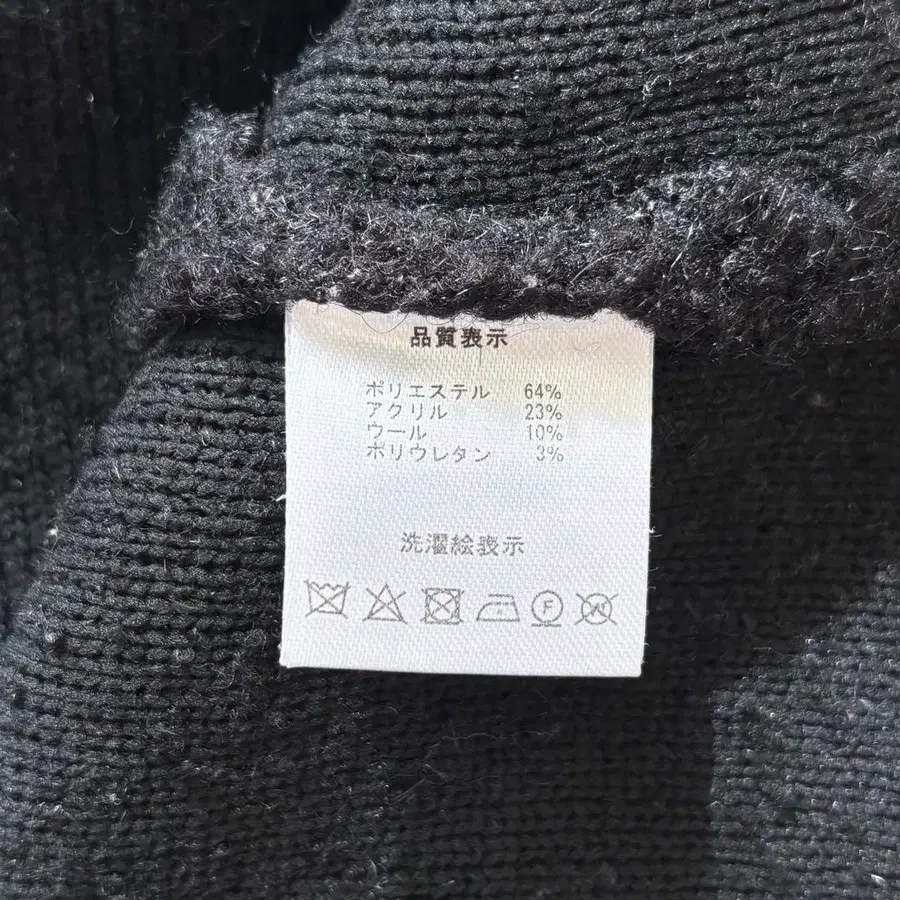 品質表示
ポリエステル 64%
アクリル 23%
ウール 10%
ポリウレタン 3%
洗濯絵表示
F W